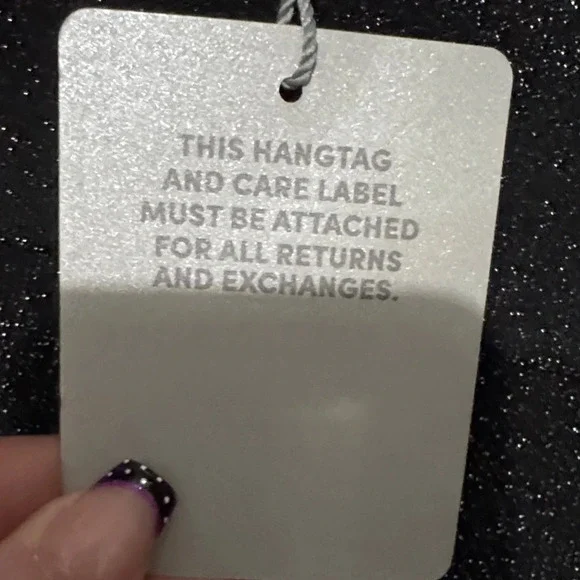 THIS HANGTAG
AND CARE LABEL
MUST BE ATTACHED
FOR ALL RETURNS
AND EXCHANGES.